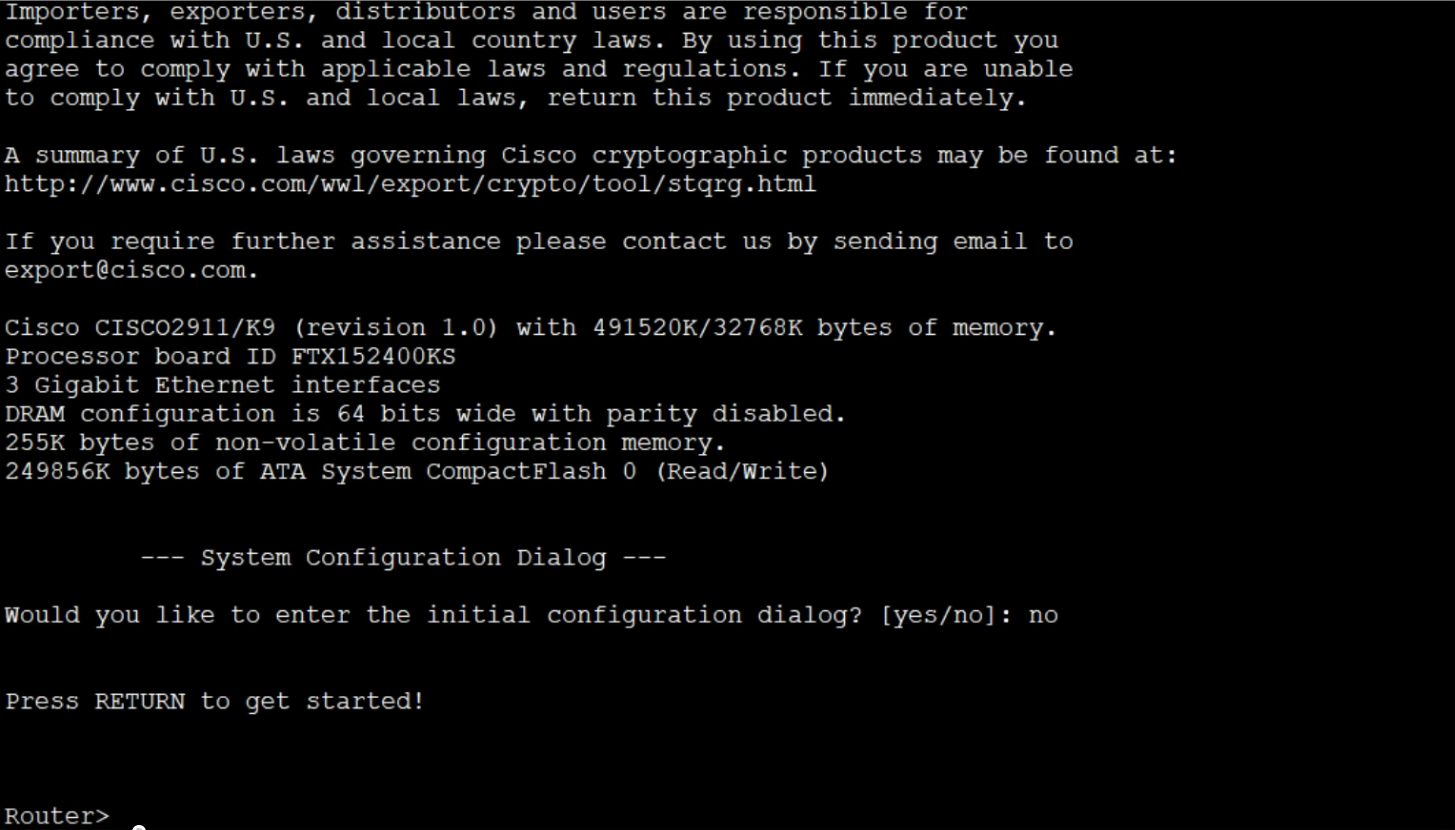 Importers, exporters, distributors and users are responsible for
compliance with U.S. and local country laws. By using this product you
agree to comply with applicable laws and regulations. If you are unable
to comply with U.S. and local laws, return this product immediately.
A summary of U.S. laws governing Cisco cryptographic products may be found at:
http://www.cisco.com/wwl/export/crypto/tool/stqrg.html
If you require further assistance please contact us by sending email to
export@cisco.com.
Cisco CISCO2911/K9 (revision 1.0) with 491520K/32768K bytes of memory.
Processor board ID FTX152400KS
3 Gigabit Ethernet interfaces
DRAM configuration is 64 bits wide with parity disabled.
255K bytes of non-volatile configuration memory.
249856K bytes of ATA System CompactFlash 0 (Read/Write)
--- System Configuration Dialog ---
Would you like to enter the initial configuration dialog? [yes/no]: no
Press RETURN to get started!
Router>